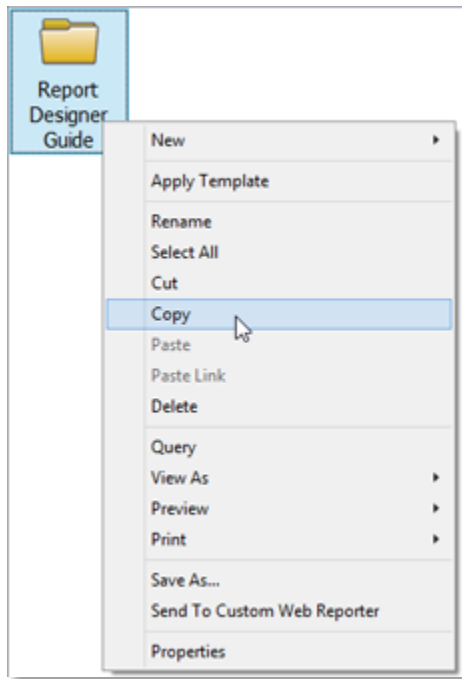 Report
Designer
Guide
New
Apply Template
Rename
Select All
Cut
Copy
Paste
Paste Link
Delete
Query
View As
Preview
Print
Save As...
Send To Custom Web Reporter
Properties